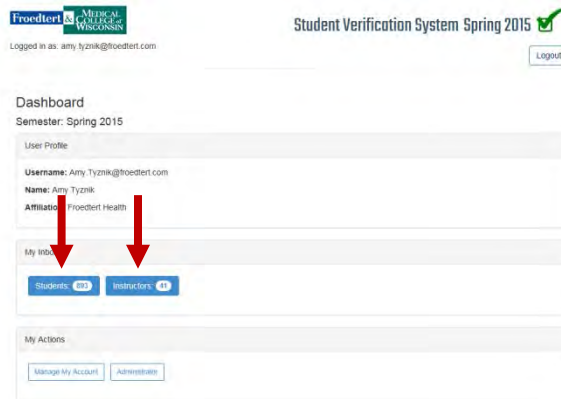 Froedtert & MEDICAL COLLEGE of WISCONSIN
Student Verification System Spring 2015
Logged in as: amy.tyznik@froedtert.com
Logout
Dashboard
Semester: Spring 2015
User Profile
Username: Amy.Tyznik@froedtert.com
Name: Amy Tyznik
Affiliation: Froedtert Health
My Inbox
Students: 893 Instructors: 41
My Actions
Manage My Account Administration